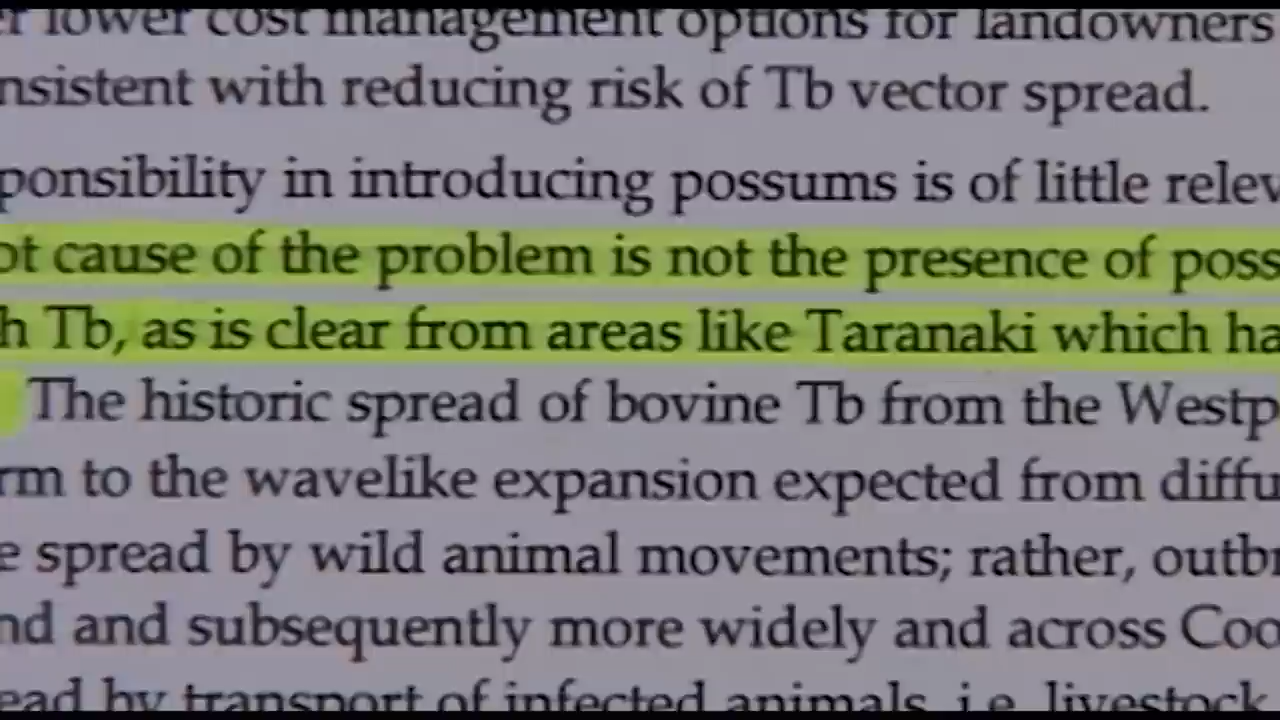 r lower cost management options for landowners
nsistent with reducing risk of Tb vector spread.
ponsibility in introducing possums is of little relev
ot cause of the problem is not the presence of poss
h Tb, as is clear from areas like Taranaki which ha
The historic spread of bovine Tb from the Westp
rm to the wavelike expansion expected from diffu
e spread by wild animal movements; rather, outbr
nd and subsequently more widely and across Coo
ead by transport of infected animals, i.e. livestock